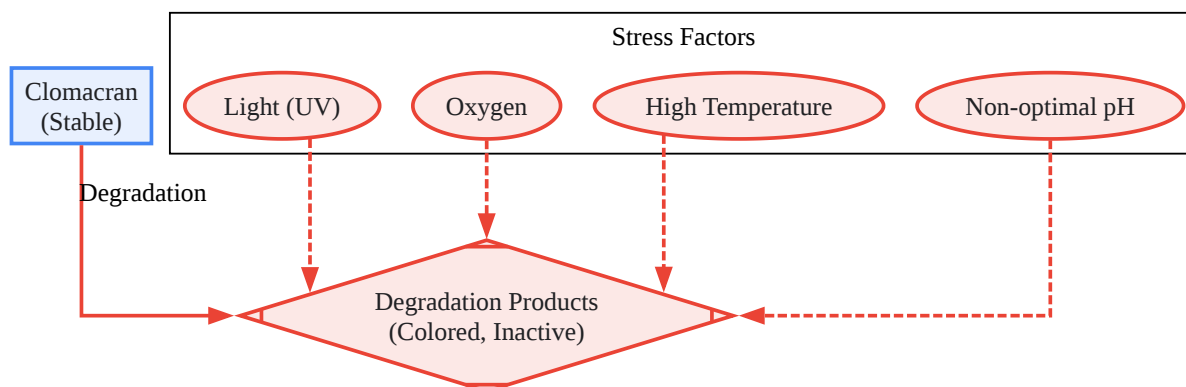 Stress Factors
Clomacran
(Stable)
Light (UV)
Oxygen
High Temperature
Non-optimal pH
Degradation
Degradation Products
(Colored, Inactive)